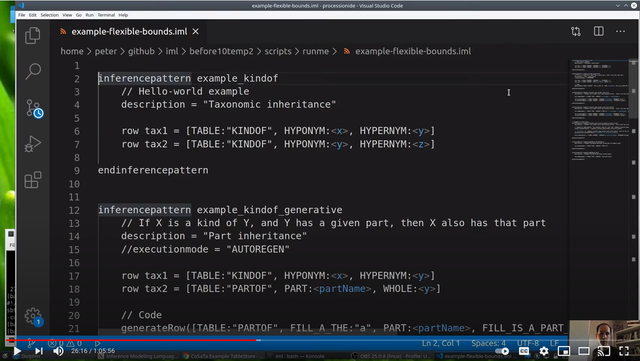 example-flexible-bounds.iml - processionide - Visual Studio Code
File Edit Selection View Go Run Terminal Help
example-flexible-bounds.iml
home > peter > github > iml > before10temp2 > scripts > runme > example-flexible-bounds.iml
1
2 inferencepattern example_kindof
3 // Hello-world example
4 description = "Taxonomic inheritance"
5
6 row tax1 = [TABLE:"KINDOF", HYPONYM:<x>, HYPERNYM:<y>]
7 row tax2 = [TABLE:"KINDOF", HYPONYM:<y>, HYPERNYM:<z>]
8
9 endinferencepattern
10
11
12 inferencepattern example_kindof_generative
13 // If X is a kind of Y, and Y has a given part, then X also has that part
14 description = "Part inheritance"
15 //executionmode = "AUTOREGEN"
16
17 row tax1 = [TABLE:"KINDOF", HYPONYM:<x>, HYPERNYM:<y>]
18 row tax2 = [TABLE:"PARTOF", PART:<partName>, WHOLE:<y>]
19
20 // Code
21 generateRow([TABLE:"PARTOF", FILL_A_THE:"a", PART:<partName>, FILL_IS_A_PART_
Ln 2, Col 1 Spaces: 4 UTF-8 LF
26:16 / 1:05:56